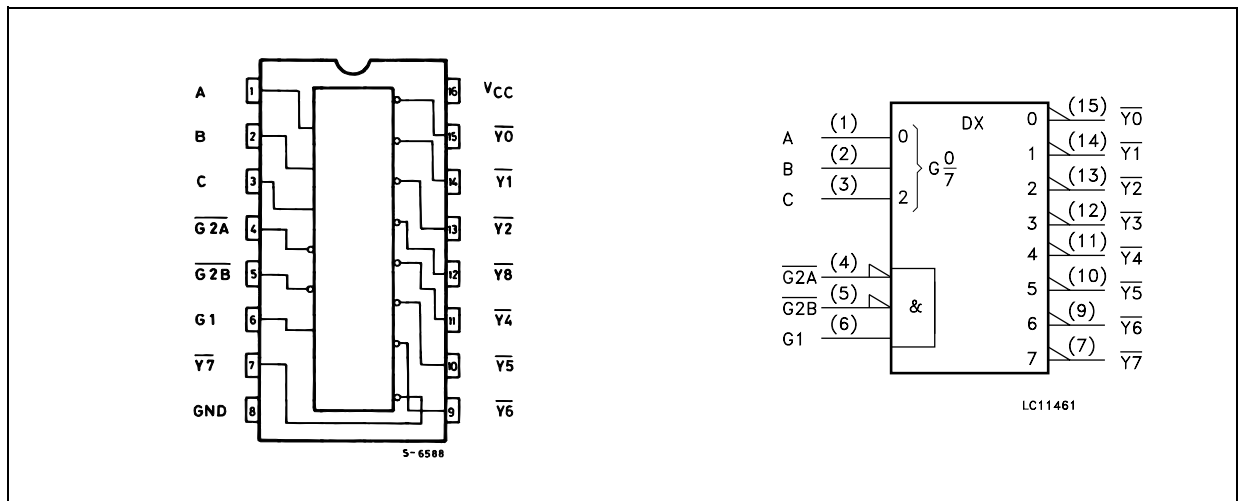 A 1 16 VCC
B 2 15 Y0
C 3 14 Y1
G2A 4 13 Y2
G2B 5 12 Y8
G1 6 11 Y4
Y7 7 10 Y5
GND 8 9 Y6
S-6588
DX
A (1) 0
B (2) G 0/7
C (3) 2
G2A (4)
G2B (5) &
G1 (6)
0 (15) Y0
1 (14) Y1
2 (13) Y2
3 (12) Y3
4 (11) Y4
5 (10) Y5
6 (9) Y6
7 (7) Y7
LC11461